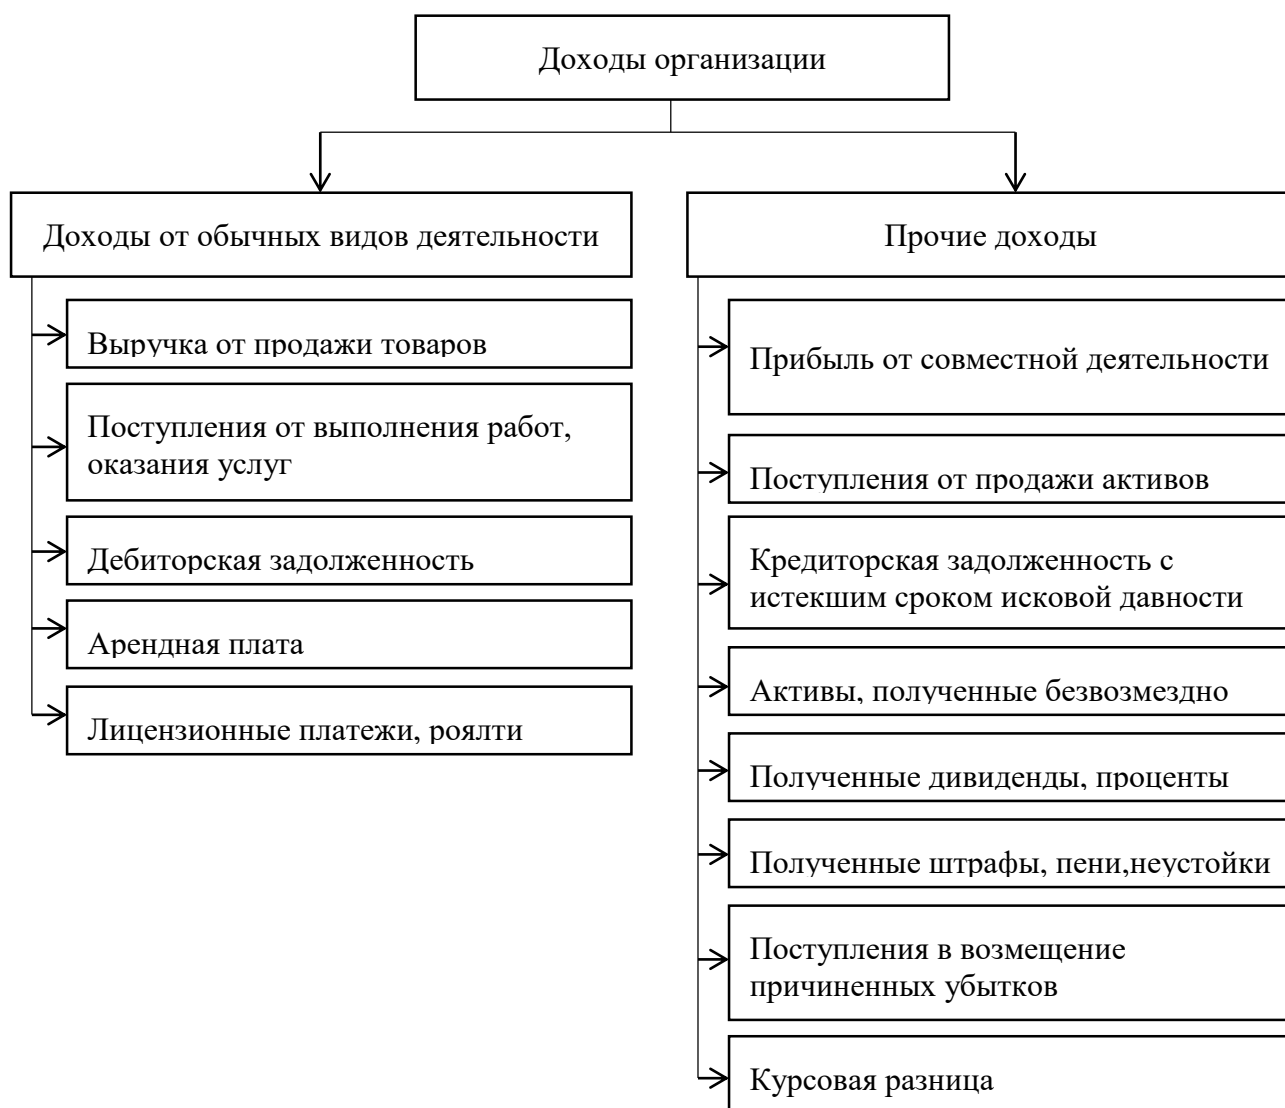 Доходы организации
Доходы от обычных видов деятельности
Выручка от продажи товаров
Поступления от выполнения работ,
оказания услуг
Дебиторская задолженность
Арендная плата
Лицензионные платежи, роялти
Прочие доходы
Прибыль от совместной деятельности
Поступления от продажи активов
Кредиторская задолженность с
истекшим сроком исковой давности
Активы, полученные безвозмездно
Полученные дивиденды, проценты
Полученные штрафы, пени,неустойки
Поступления в возмещение
причиненных убытков
Курсовая разница